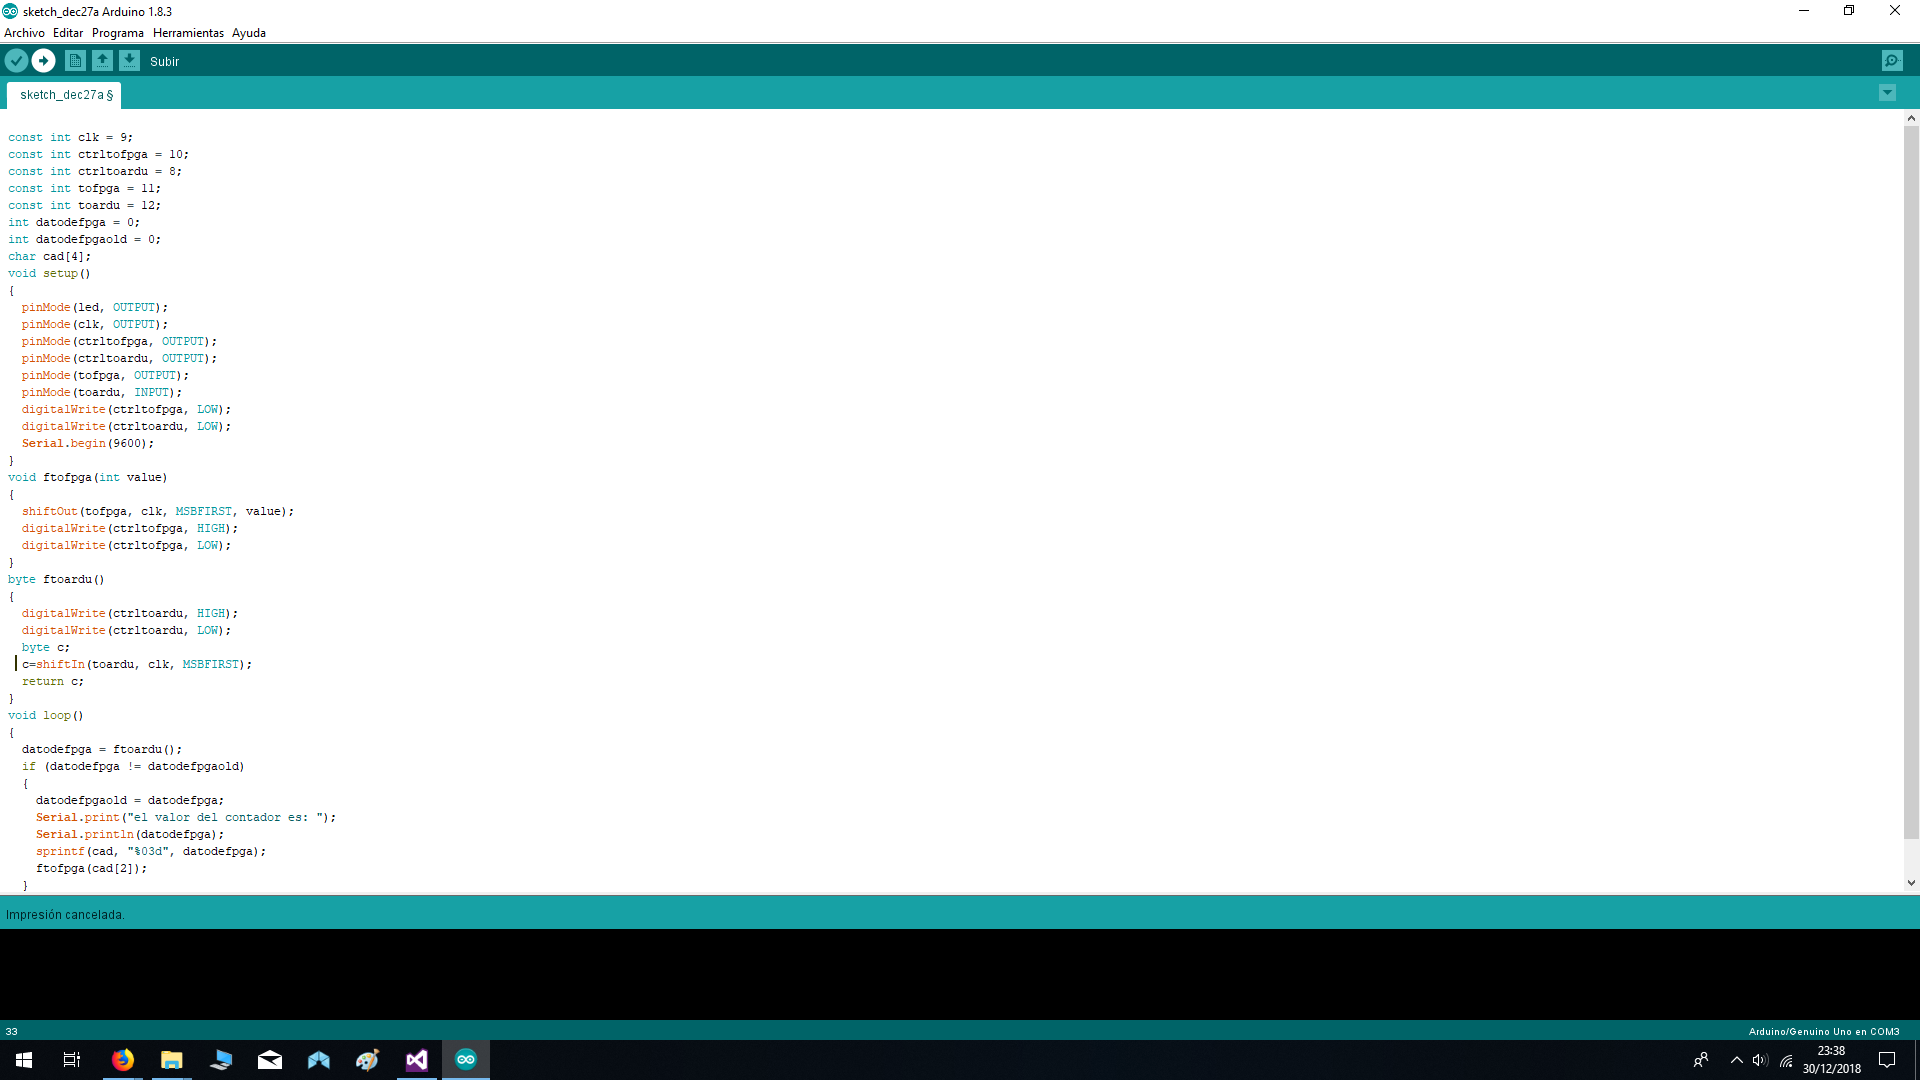 sketch_dec27a Arduino 1.8.3
Archivo Editar Programa Herramientas Ayuda
Subir
sketch_dec27a §
const int clk = 9;
const int ctrltofpga = 10;
const int ctrltoardu = 8;
const int tofpga = 11;
const int toardu = 12;
int datodefpga = 0;
int datodefpgaold = 0;
char cad[4];
void setup()
{
  pinMode(led, OUTPUT);
  pinMode(clk, OUTPUT);
  pinMode(ctrltofpga, OUTPUT);
  pinMode(ctrltoardu, OUTPUT);
  pinMode(tofpga, OUTPUT);
  pinMode(toardu, INPUT);
  digitalWrite(ctrltofpga, LOW);
  digitalWrite(ctrltoardu, LOW);
  Serial.begin(9600);
}
void ftofpga(int value)
{
  shiftOut(tofpga, clk, MSBFIRST, value);
  digitalWrite(ctrltofpga, HIGH);
  digitalWrite(ctrltofpga, LOW);
}
byte ftoardu()
{
  digitalWrite(ctrltoardu, HIGH);
  digitalWrite(ctrltoardu, LOW);
  byte c;
  c=shiftIn(toardu, clk, MSBFIRST);
  return c;
}
void loop()
{
  datodefpga = ftoardu();
  if (datodefpga != datodefpgaold)
  {
    datodefpgaold = datodefpga;
    Serial.print("el valor del contador es: ");
    Serial.println(datodefpga);
    sprintf(cad, "%03d", datodefpga);
    ftofpga(cad[2]);
  }
Impresión cancelada.
33
Arduino/Genuino Uno en COM3
23:38
30/12/2018